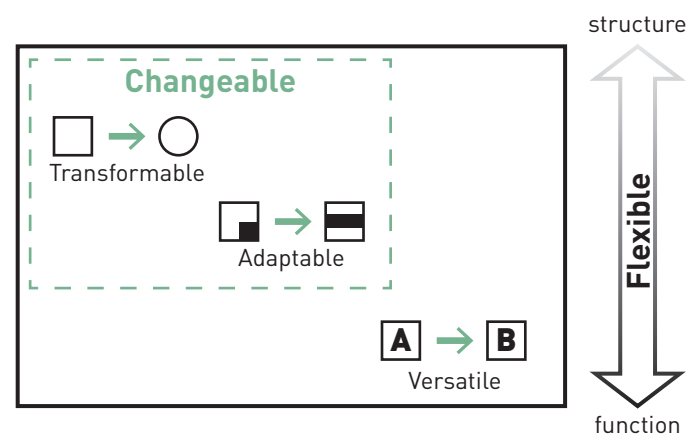 structure
Changeable
Transformable
Adaptable
Flexible
A
B
Versatile
function